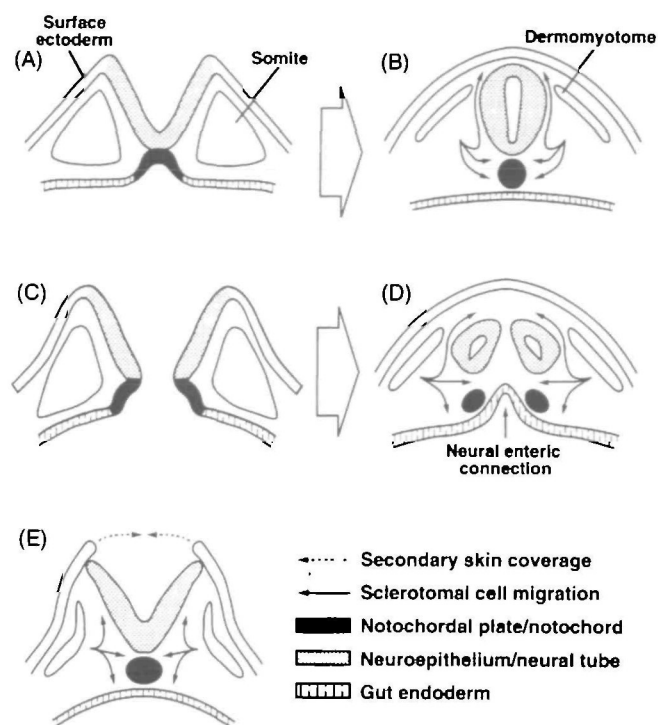 Surface
ectoderm
(A)
Somite
Dermomyotome
(B)
(C)
(D)
Neural enteric
connection
(E)
Secondary skin coverage
Sclerotomal cell migration
Notochordal plate/notochord
Neuroepithelium/neural tube
Gut endoderm